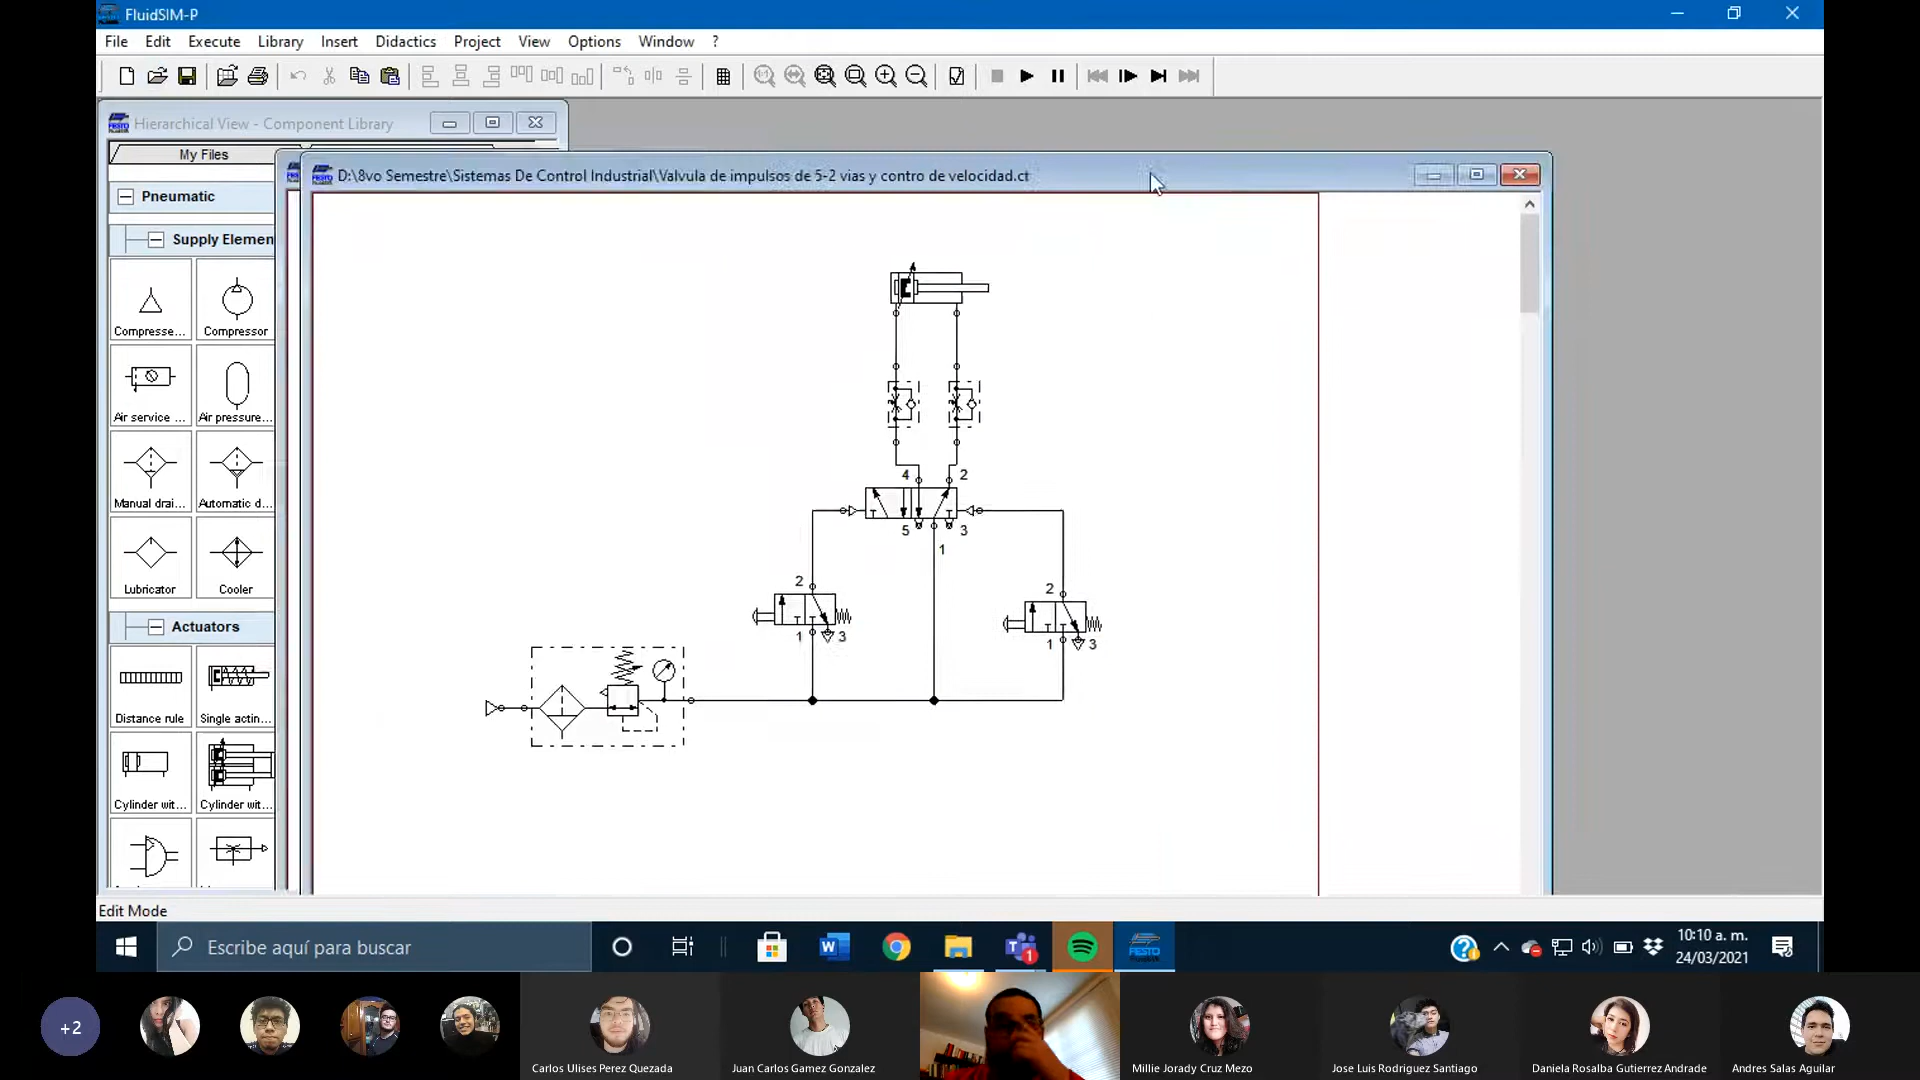 FluidSIM-P
File Edit Execute Library Insert Didactics Project View Options Window ?
Hierarchical View - Component Library
My Files
D:\8vo Semestre\Sistemas De Control Industrial\Valvula de impulsos de 5-2 vias y contro de velocidad.ct
Pneumatic
Supply Elemen
Compresse... Compressor
Air service ... Air pressure...
Manual drai... Automatic d...
Lubricator Cooler
Actuators
Distance rule Single actin...
Cylinder wit... Cylinder wit...
4 2
5 3
1
2 2
1 3 1 3
Edit Mode
Escribe aquí para buscar
1
FESTO
10:10 a. m.
24/03/2021
+2
Carlos Ulises Perez Quezada
Juan Carlos Gamez Gonzalez
Millie Jorady Cruz Mezo
Jose Luis Rodriguez Santiago
Daniela Rosalba Gutierrez Andrade
Andres Salas Aguilar